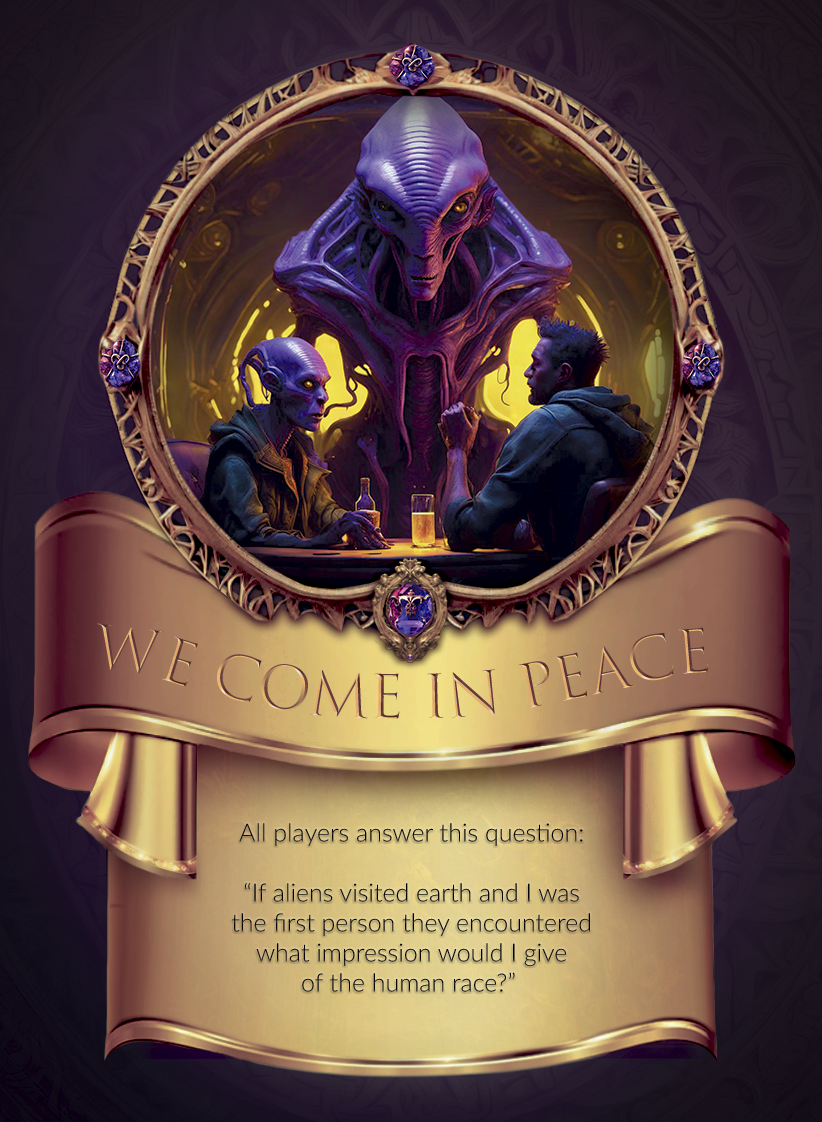 WE COME IN PEACE
All players answer this question:
“If aliens visited earth and I was
the first person they encountered
what impression would I give
of the human race?”